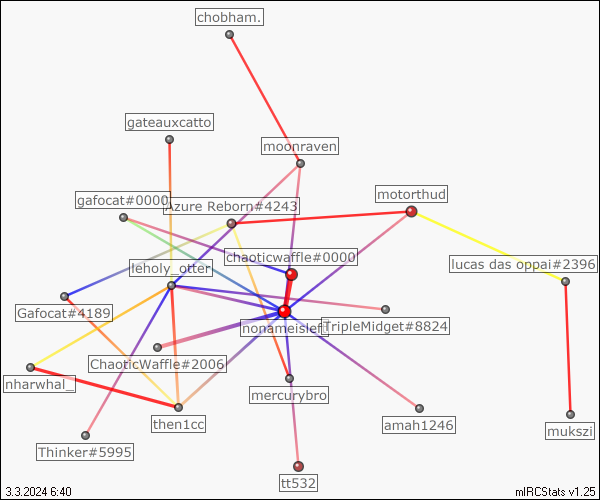 chobham.
gateauxcatto
moonraven
gafocat#0000
Azure Reborn#4243
motorthud
chaoticwaffle#0000
leholy_otter
lucas das oppai#2396
Gafocat#4189
nonameisleft
TripleMidget#8824
ChaoticWaffle#2006
nharwhal_
mercurybro
then1cc
amah1246
mukszi
Thinker#5995
tt532
3.3.2024 6:40
mIRCStats v1.25